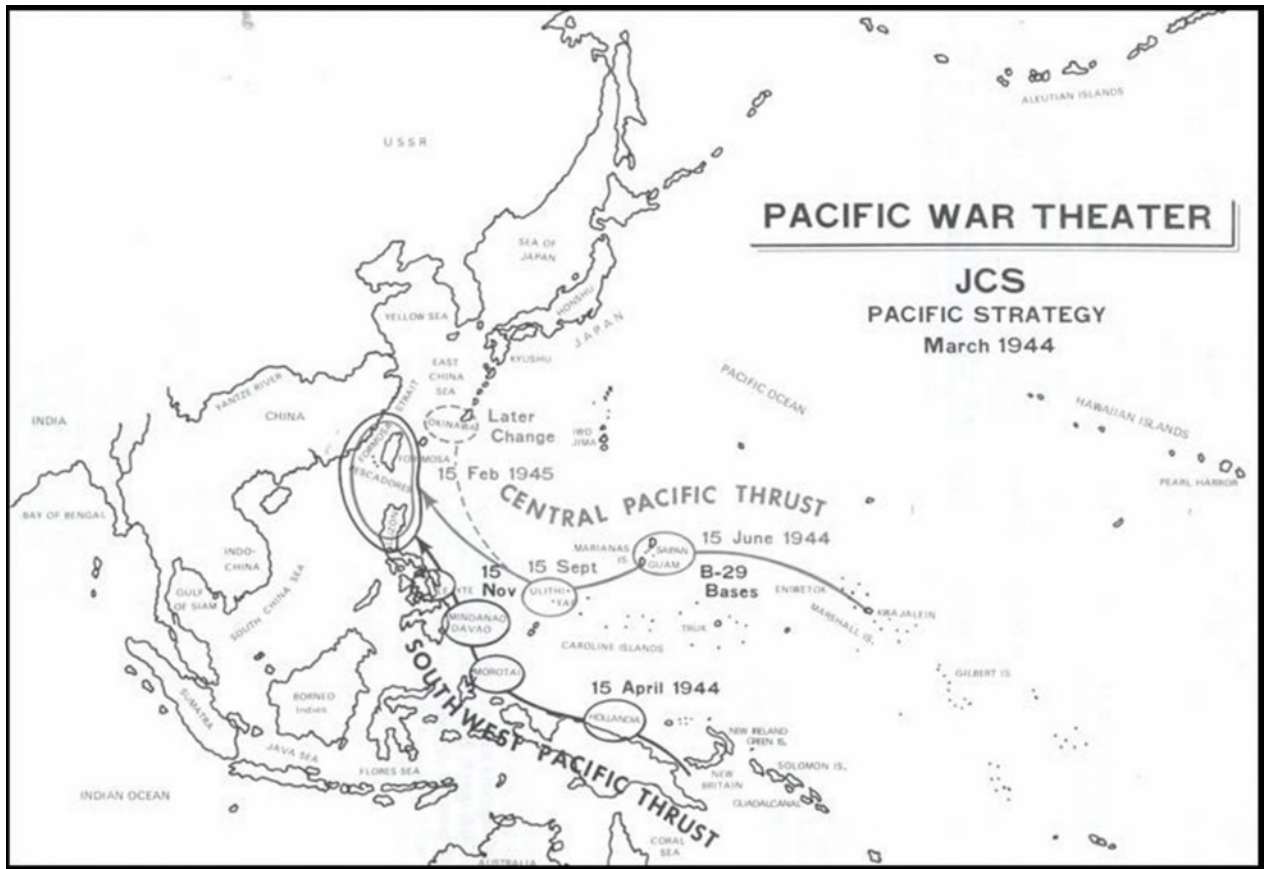 ALEUTIAN ISLANDS
USSR
PACIFIC WAR THEATER
JCS
PACIFIC STRATEGY
March 1944
SEA OF
JAPAN
HONSHU
JAPAN
YELLOW SEA
KYUSHU
EAST
CHINA
SEA
PACIFIC OCEAN
HAWAIIAN ISLANDS
PEARL HARBOR
YANTZE RIVER
CHINA
INDIA
FORMOSA STRAIT
OKINAWA
Later
Change
IWO
JIMA
FORMOSA
PESCADORES
15 Feb 1945
LUZON
CENTRAL PACIFIC THRUST
BAY OF BENGAL
INDO-
CHINA
GULF
OF SIAM
SOUTH CHINA SEA
MARIANAS
IS.
SAIPAN
GUAM
15 June 1944
B-29
Bases
ENIWETOK
KWAJALEIN
MARSHALL IS.
15 Sept
ULITHI
YAP
15
Nov
LEYTE
MINDANAO
DAVAO
TRUK
CAROLINE ISLANDS
GILBERT IS.
MOROTAI
15 April 1944
HOLLANDIA
SOUTHWEST PACIFIC THRUST
BORNEO
Indies
SUMATRA
JAVA SEA
FLORES SEA
INDIAN OCEAN
NEW IRELAND
GREEN IS.
SOLOMON IS.
NEW
BRITAIN
GUADALCANAL
CORAL
SEA
AUSTRALIA